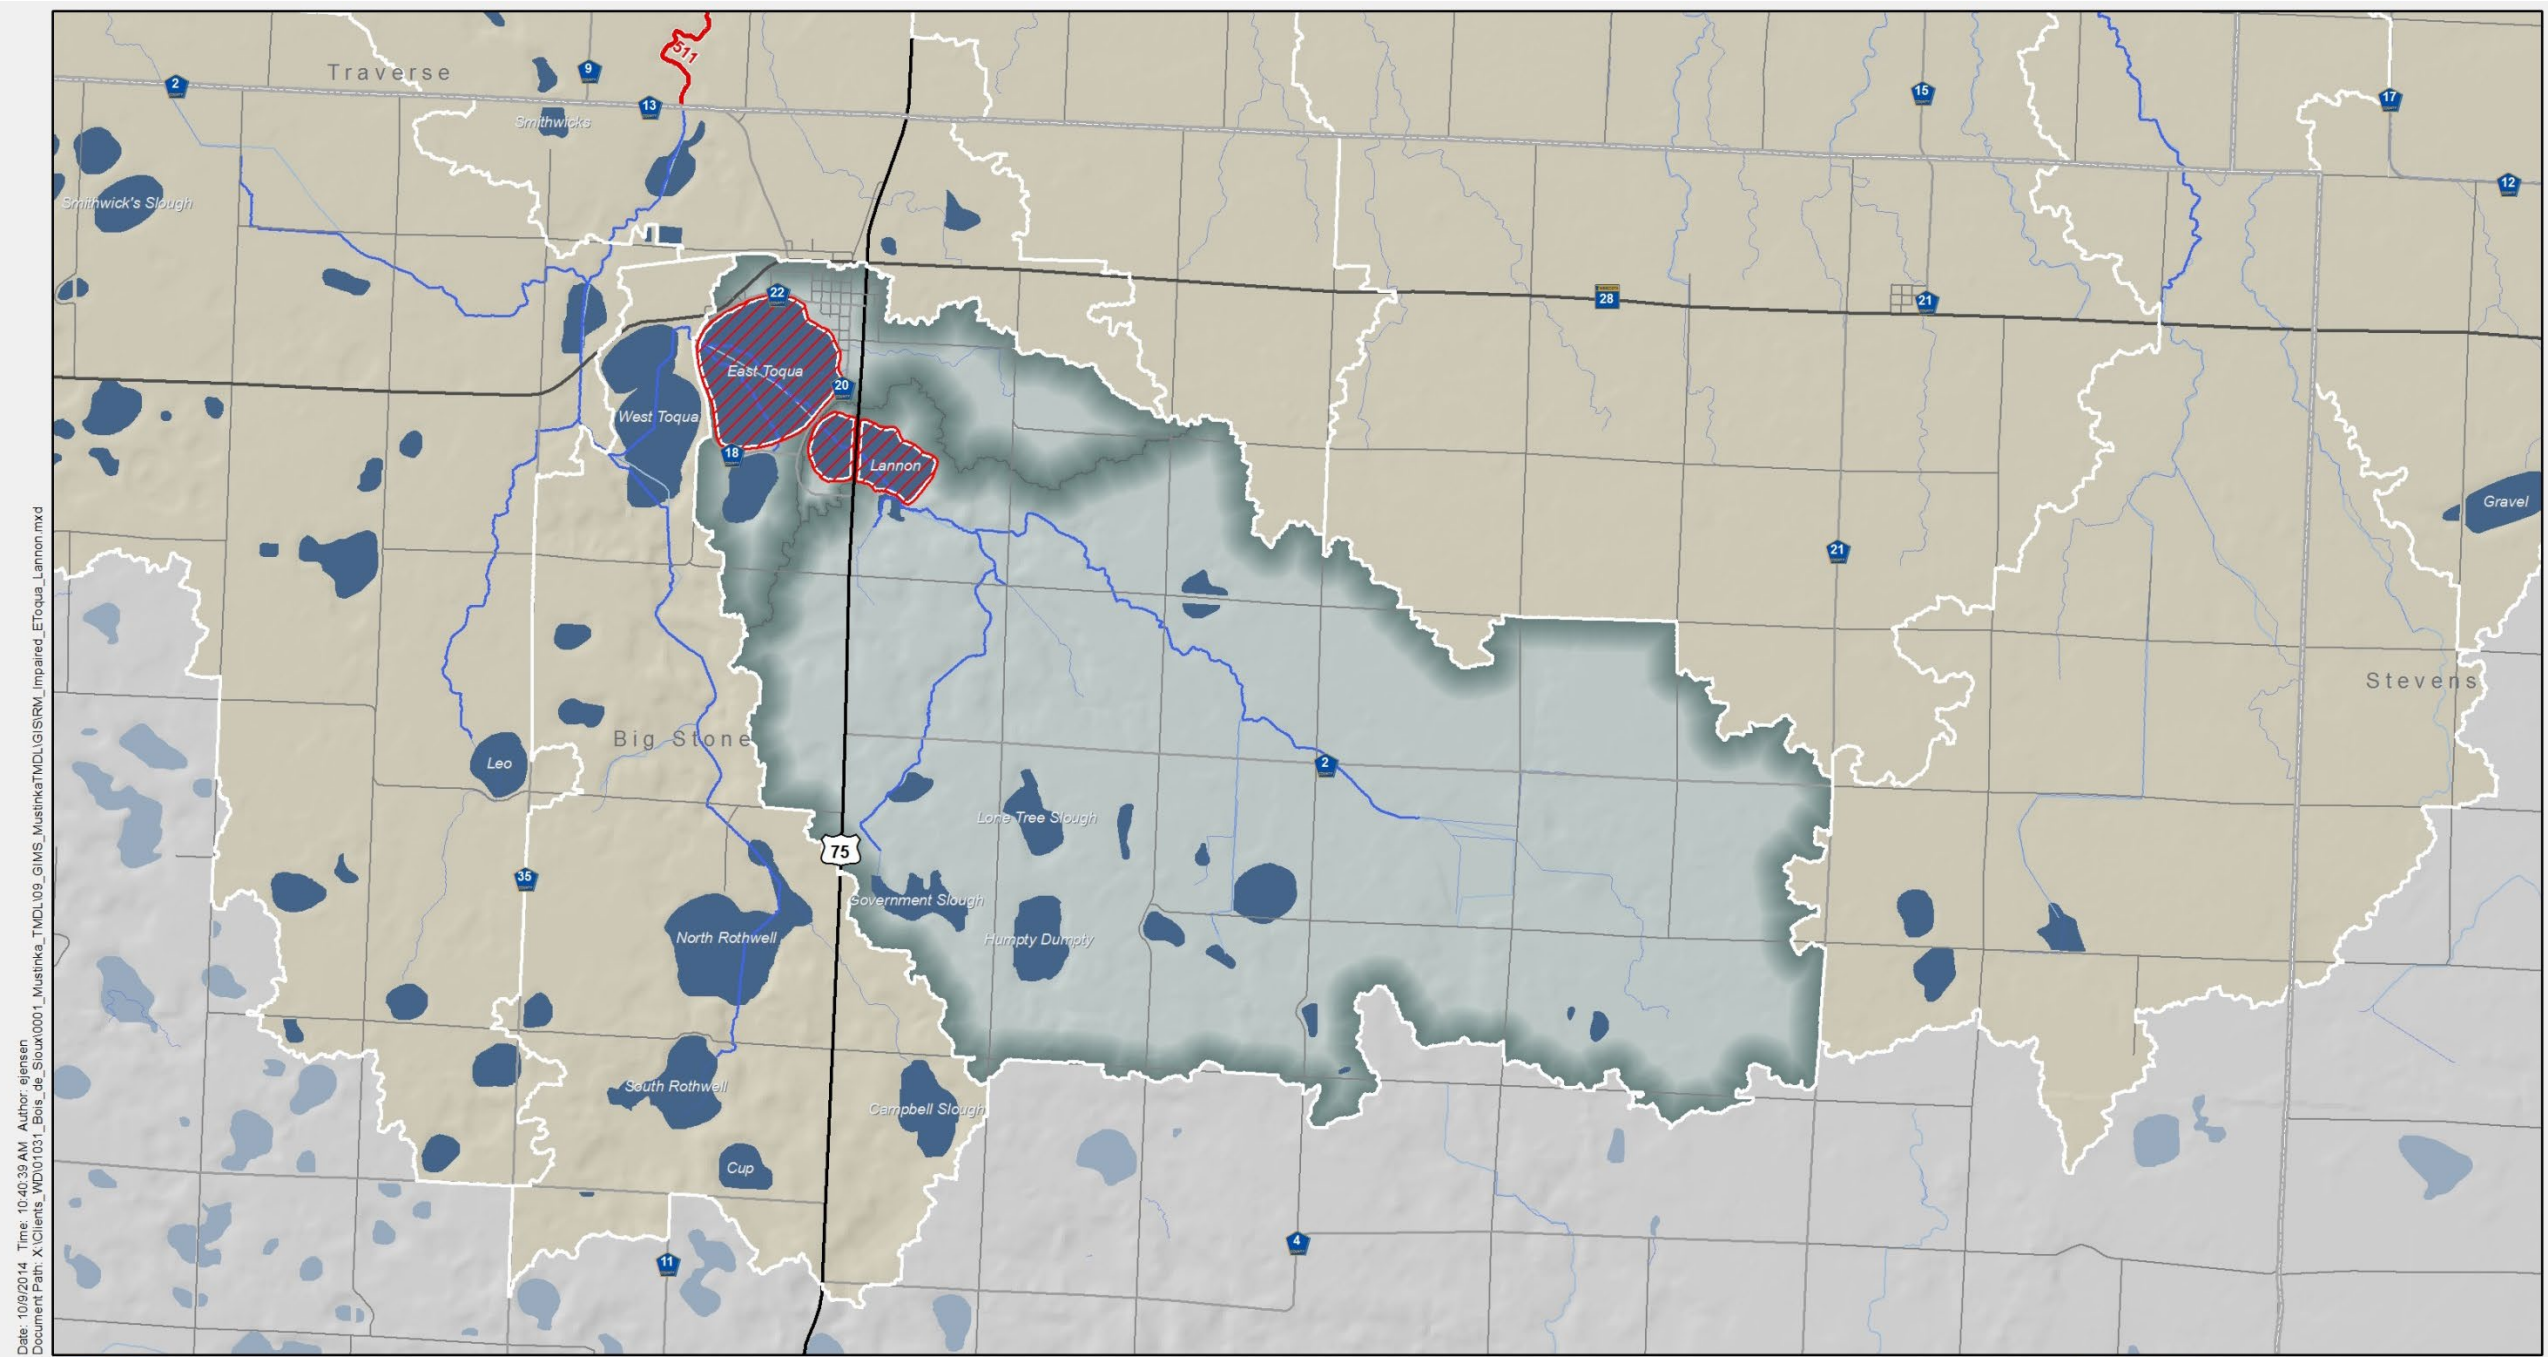 511
Traverse
9
2
15
17
13
Smithwicks
12
Smithwick's Slough
22
28
21
East Toqua
20
West Toqua
18
Lannon
Gravel
21
Stevens
Big Stone
Leo
2
Lone Tree Slough
75
35
Government Slough
North Rothwell
Humpty Dumpty
South Rothwell
Campbell Slough
Cup
4
11
Date: 10/9/2014 Time: 10:40:39 AM Author: ejensen
Document Path: X:\Clients_WD\01031_Bois_de_Sioux\0001_Mustinka_TMDL\09_GIMS_MustinkaTMDL\GIS\RM_Impaired_EToqua_Lannon.mxd